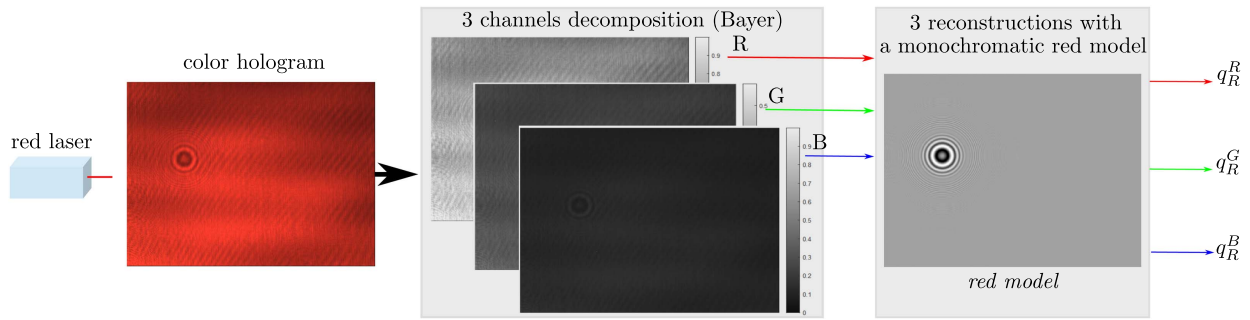 red laser
color hologram
3 channels decomposition (Bayer)
R
0.9
0.8
G
0.5
B
0.9
0.8
0.7
0.6
0.5
0.4
0.3
0.2
0.1
0
3 reconstructions with
a monochromatic red model
red model
q_R^R
q_R^G
q_R^B